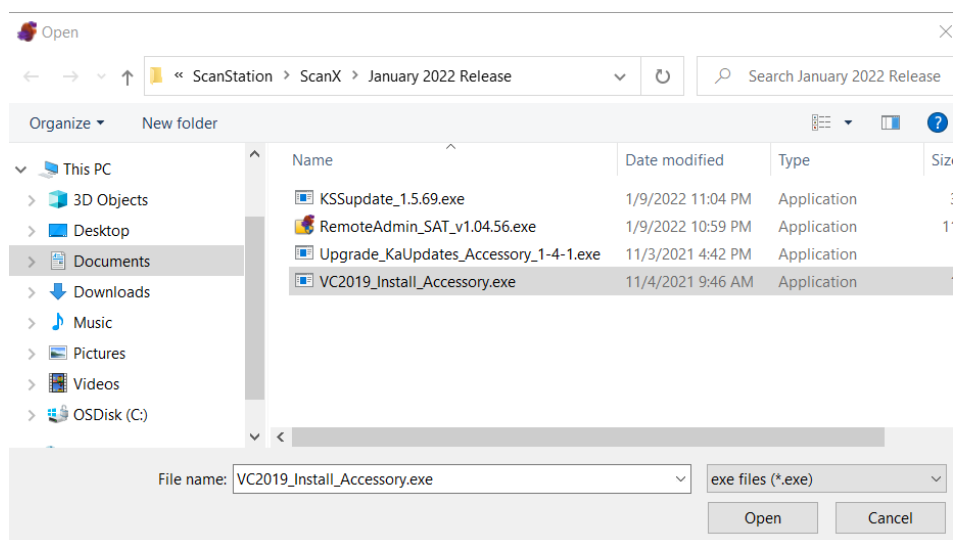 Open
« ScanStation > ScanX > January 2022 Release
Search January 2022 Release
Organize
New folder
?
This PC
3D Objects
Desktop
Documents
Downloads
Music
Pictures
Videos
OSDisk (C:)
Name Date modified Type
KSSupdate_1.5.69.exe 1/9/2022 11:04 PM Application
RemoteAdmin_SAT_v1.04.56.exe 1/9/2022 10:59 PM Application
Upgrade_KaUpdates_Accessory_1-4-1.exe 11/3/2021 4:42 PM Application
VC2019_Install_Accessory.exe 11/4/2021 9:46 AM Application
File name: VC2019_Install_Accessory.exe
exe files (*.exe)
Open Cancel